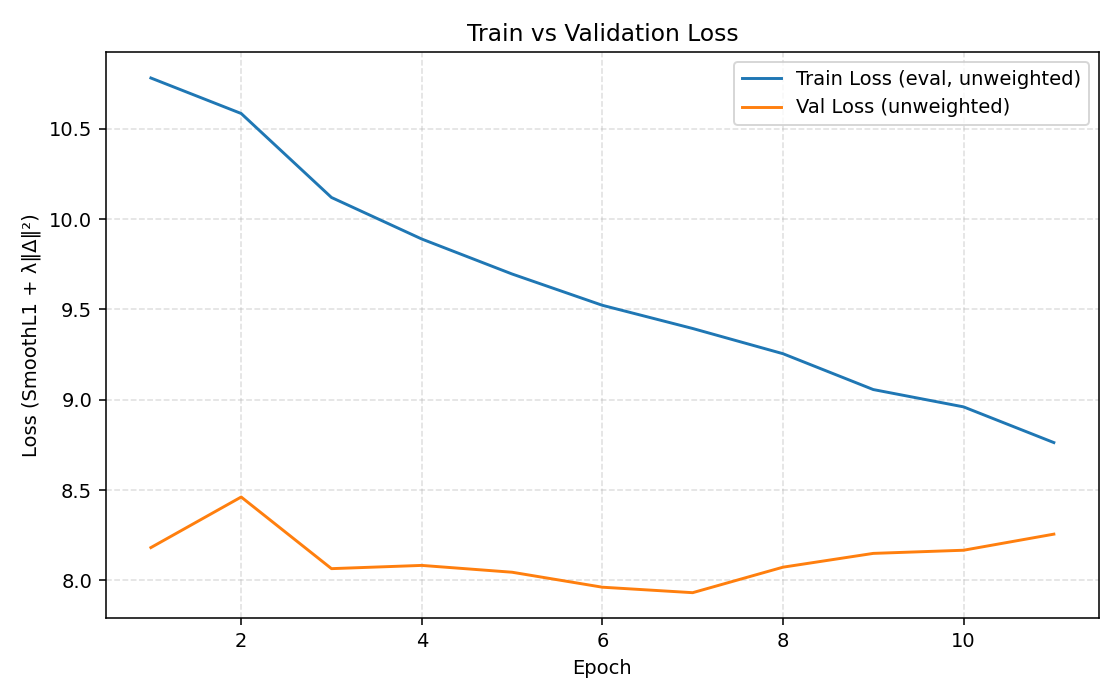 Train vs Validation Loss
Train Loss (eval, unweighted)
Val Loss (unweighted)
Loss (SmoothL1 + λ‖Δ‖²)
10.5
10.0
9.5
9.0
8.5
8.0
2
4
6
8
10
Epoch